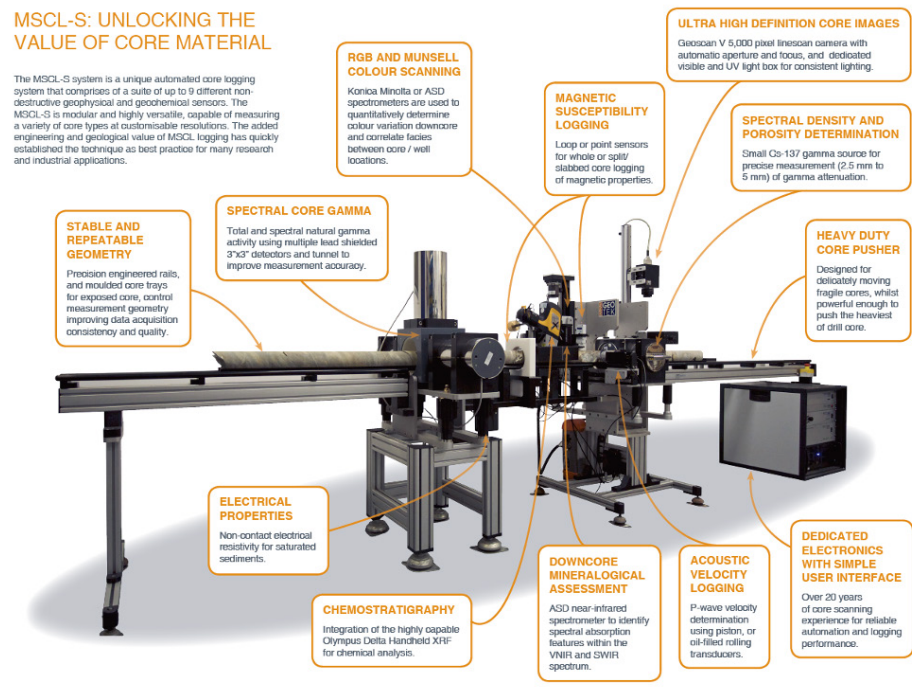 MSCL-S: UNLOCKING THE
VALUE OF CORE MATERIAL
The MSCL-S system is a unique automated core logging
system that comprises of a suite of up to 9 different non-
destructive geophysical and geochemical sensors. The
MSCL-S is modular and highly versatile, capable of measuring
a variety of core types at customisable resolutions. The added
engineering and geological value of MSCL logging has quickly
established the technique as best practice for many research
and industrial applications.
RGB AND MUNSELL
COLOUR SCANNING
Konica Minolta or ASD
spectrometers are used to
quantitatively determine
colour variation downcore
and correlate facies
between core / well
locations.
MAGNETIC
SUSCEPTIBILITY
LOGGING
Loop or point sensors
for whole or split/
slabbed core logging
of magnetic properties.
ULTRA HIGH DEFINITION CORE IMAGES
Geoscan V 5,000 pixel linescan camera with
automatic aperture and focus, and dedicated
visible and UV light box for consistent lighting.
SPECTRAL DENSITY AND
POROSITY DETERMINATION
Small Cs-137 gamma source for
precise measurement (2.5 mm to
5 mm) of gamma attenuation.
STABLE AND
REPEATABLE
GEOMETRY
Precision engineered rails,
and moulded core trays
for exposed core, control
measurement geometry
improving data acquisition
consistency and quality.
SPECTRAL CORE GAMMA
Total and spectral natural gamma
activity using multiple lead shielded
3"x3" detectors and tunnel to
improve measurement accuracy.
HEAVY DUTY
CORE PUSHER
Designed for
delicately moving
fragile cores, whilst
powerful enough to
push the heaviest
of drill core.
GEO
TEK
ELECTRICAL
PROPERTIES
Non-contact electrical
resistivity for saturated
sediments.
CHEMOSTRATIGRAPHY
Integration of the highly capable
Olympus Delta Handheld XRF
for chemical analysis.
DOWNCORE
MINERALOGICAL
ASSESSMENT
ASD near-infrared
spectrometer to identify
spectral absorption
features within the
VNIR and SWIR
spectrum.
ACOUSTIC
VELOCITY
LOGGING
P-wave velocity
determination
using piston, or
oil-filled rolling
transducers.
DEDICATED
ELECTRONICS
WITH SIMPLE
USER INTERFACE
Over 20 years
of core scanning
experience for reliable
automation and logging
performance.